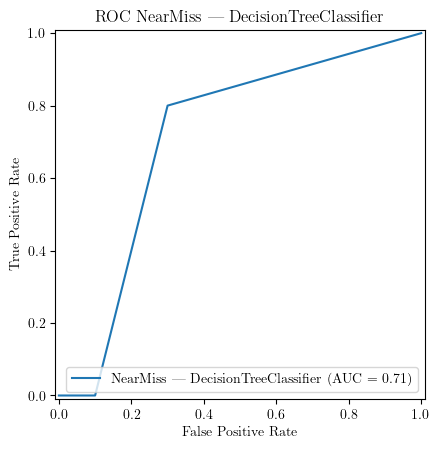 ROC NearMiss — DecisionTreeClassifier
1.0
0.8
0.6
0.4
0.2
0.0
True Positive Rate
NearMiss — DecisionTreeClassifier (AUC = 0.71)
0.0 0.2 0.4 0.6 0.8 1.0
False Positive Rate